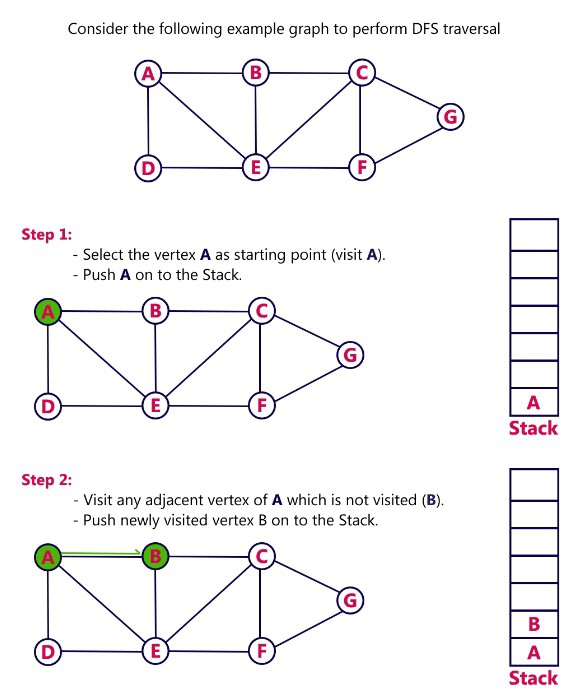 Consider the following example graph to perform DFS traversal
A B C
G
D E F
Step 1:
- Select the vertex A as starting point (visit A).
- Push A on to the Stack.
A B C
G
D E F
A
Stack
Step 2:
- Visit any adjacent vertex of A which is not visited (B).
- Push newly visited vertex B on to the Stack.
A B C
G
D E F
B
A
Stack